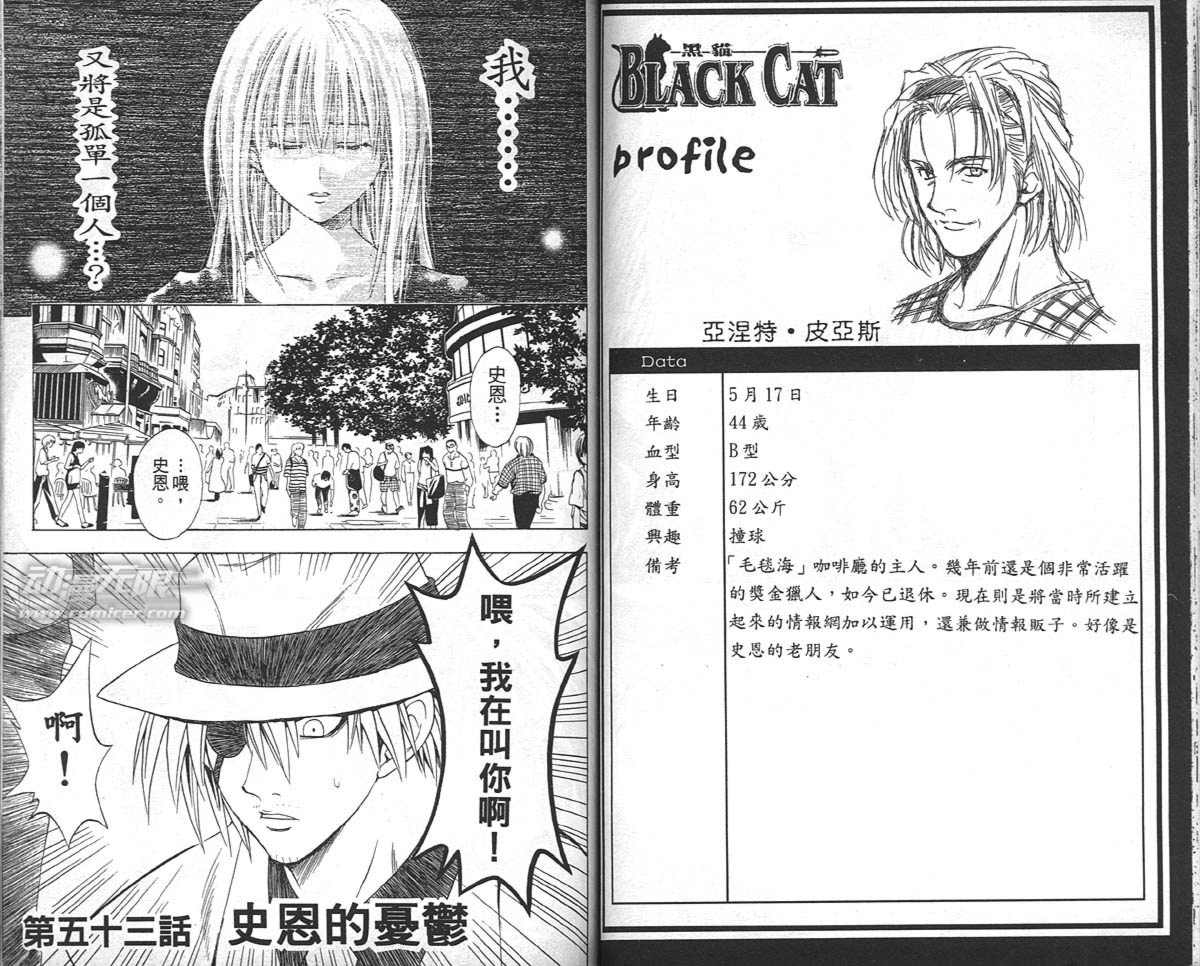 黑貓
BLACK CAT
profile
亞涅特・皮亞斯
Data
生日 5月17日
年齡 44歲
血型 B型
身高 172公分
體重 62公斤
興趣 撞球
備考 「毛毯海」咖啡廳的主人。幾年前還是個非常活躍
的獎金獵人，如今已退休。現在則是將當時所建立
起來的情報網加以運用，還兼做情報販子。好像是
史恩的老朋友。
我………
又將是孤單一個人…？
史恩…
…喂，
史恩。
喂，我在叫你啊！
啊！
第五十三話 史恩的憂鬱
动漫无限
www.comicer.com